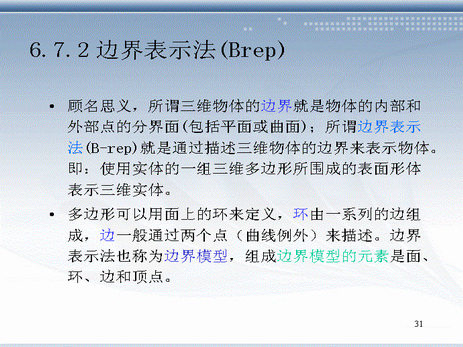 6.7.2 边界表示法(Brep)
• 顾名思义，所谓三维物体的边界就是物体的内部和
外部点的分界面(包括平面或曲面)；所谓边界表示
法(B-rep)就是通过描述三维物体的边界来表示物体。
即：使用实体的一组三维多边形所围成的表面形体
表示三维实体。
• 多边形可以用面上的环来定义，环由一系列的边组
成，边一般通过两个点（曲线例外）来描述。边界
表示法也称为边界模型，组成边界模型的元素是面、
环、边和顶点。
31